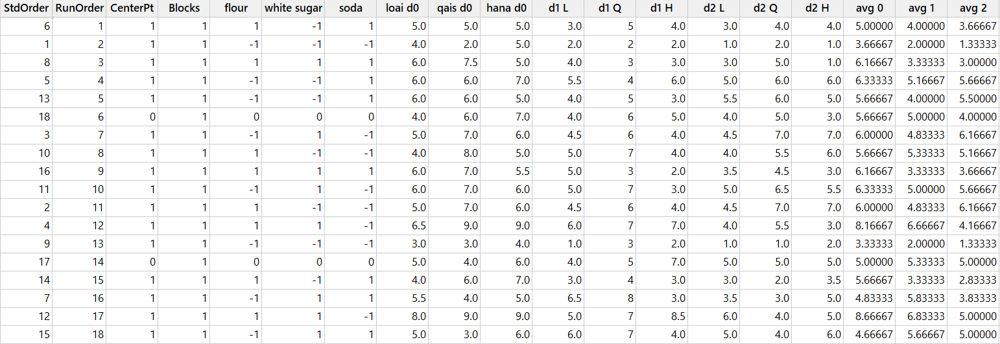 StdOrder RunOrder CenterPt Blocks flour white sugar soda loai d0 qais d0 hana d0 d1 L d1 Q d1 H d2 L d2 Q d2 H avg 0 avg 1 avg 2
6 1 1 1 1 -1 1 5.0 5.0 5.0 3.0 5 4.0 3.0 4.0 4.0 5.00000 4.00000 3.66667
1 2 1 1 -1 -1 -1 4.0 2.0 5.0 2.0 2 2.0 1.0 2.0 1.0 3.66667 2.00000 1.33333
8 3 1 1 1 1 1 6.0 7.5 5.0 4.0 3 3.0 3.0 5.0 1.0 6.16667 3.33333 3.00000
5 4 1 1 -1 -1 1 6.0 6.0 7.0 5.5 4 6.0 5.0 6.0 6.0 6.33333 5.16667 5.66667
13 5 1 1 -1 -1 1 6.0 6.0 5.0 4.0 5 3.0 5.5 6.0 5.0 5.66667 4.00000 5.50000
18 6 0 1 0 0 0 4.0 6.0 7.0 4.0 6 5.0 4.0 5.0 3.0 5.66667 5.00000 4.00000
3 7 1 1 -1 1 -1 5.0 7.0 6.0 4.5 6 4.0 4.5 7.0 7.0 6.00000 4.83333 6.16667
10 8 1 1 1 -1 -1 4.0 8.0 5.0 5.0 7 4.0 4.0 5.5 6.0 5.66667 5.33333 5.16667
16 9 1 1 1 1 1 6.0 7.0 5.5 5.0 3 2.0 3.5 4.5 3.0 6.16667 3.33333 3.66667
11 10 1 1 -1 1 -1 6.0 7.0 6.0 5.0 7 3.0 5.0 6.5 5.5 6.33333 5.00000 5.66667
2 11 1 1 1 -1 -1 5.0 7.0 6.0 4.5 6 4.0 4.5 7.0 7.0 6.00000 4.83333 6.16667
4 12 1 1 1 1 -1 6.5 9.0 9.0 6.0 7 7.0 4.0 5.5 3.0 8.16667 6.66667 4.16667
9 13 1 1 -1 -1 -1 3.0 3.0 4.0 1.0 3 2.0 1.0 1.0 2.0 3.33333 2.00000 1.33333
17 14 0 1 0 0 0 5.0 4.0 6.0 4.0 5 7.0 5.0 5.0 5.0 5.00000 5.33333 5.00000
14 15 1 1 1 -1 1 4.0 6.0 7.0 3.0 4 3.0 3.0 2.0 3.5 5.66667 3.33333 2.83333
7 16 1 1 -1 1 1 5.5 4.0 5.0 6.5 8 3.0 3.5 3.0 5.0 4.83333 5.83333 3.83333
12 17 1 1 1 1 -1 8.0 9.0 9.0 5.0 7 8.5 6.0 4.0 5.0 8.66667 6.83333 5.00000
15 18 1 1 -1 1 1 5.0 3.0 6.0 6.0 7 4.0 5.0 4.0 6.0 4.66667 5.66667 5.00000